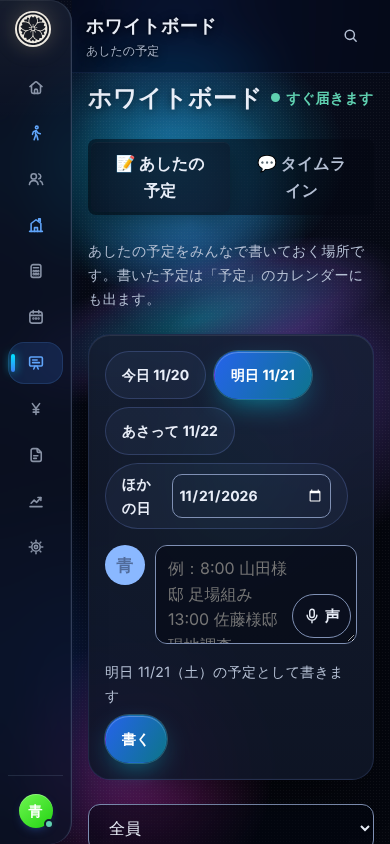 ホワイトボード
あしたの予定
ホワイトボード
すぐ届きます
📝 あしたの
予定
💬 タイムラ
イン
あしたの予定をみんなで書いておく場所で
す。書いた予定は「予定」のカレンダーに
も出ます。
今日 11/20
明日 11/21
あさって 11/22
ほか
の日
11/21/2026
青
例：8:00 山田様
邸 足場組み
13:00 佐藤様邸
現地調査
声
明日 11/21（土）の予定として書きま
す
書く
青
全員